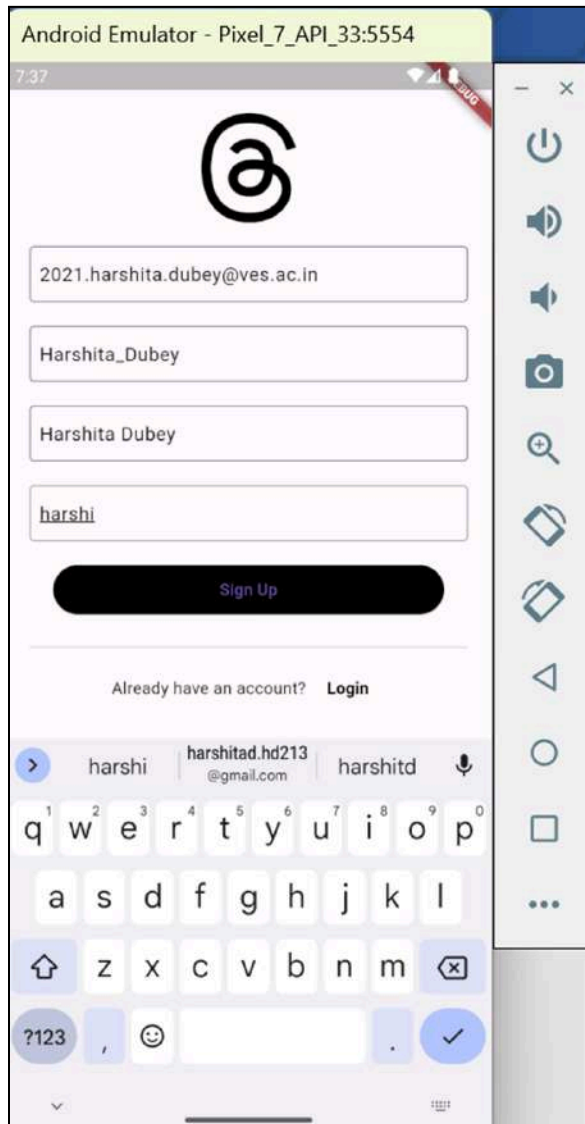 Android Emulator - Pixel_7_API_33:5554
7:37
2021.harshita.dubey@ves.ac.in
Harshita_Dubey
Harshita Dubey
harshi
Sign Up
Already have an account? Login
harshi harshitad.hd213 harshitd
@gmail.com
1 2 3 4 5 6 7 8 9 0
q w e r t y u i o p
a s d f g h j k l
z x c v b n m
?123 , .